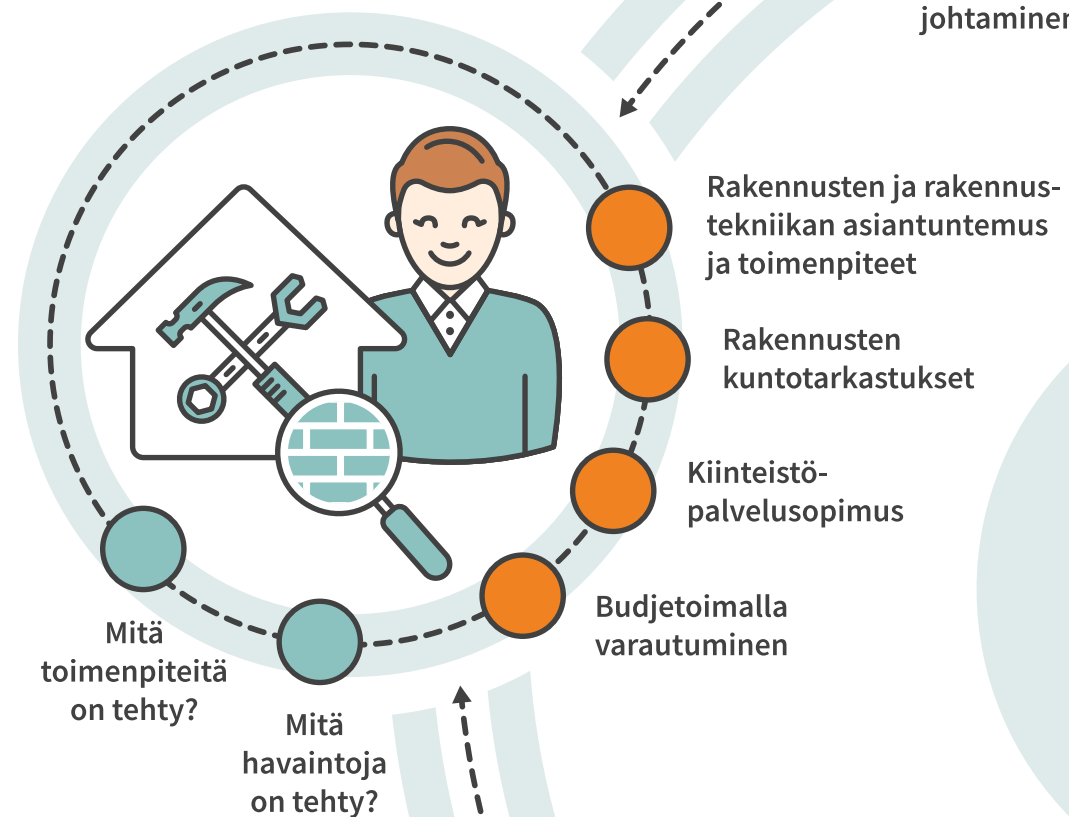 Rakennusten ja rakennus-
tekniikan asiantuntemus
ja toimenpiteet
Rakennusten
kuntotarkastukset
Kiinteistö-
palvelusopimus
Budjetoimalla
varautuminen
Mitä
toimenpiteitä
on tehty?
Mitä
havaintoja
on tehty?